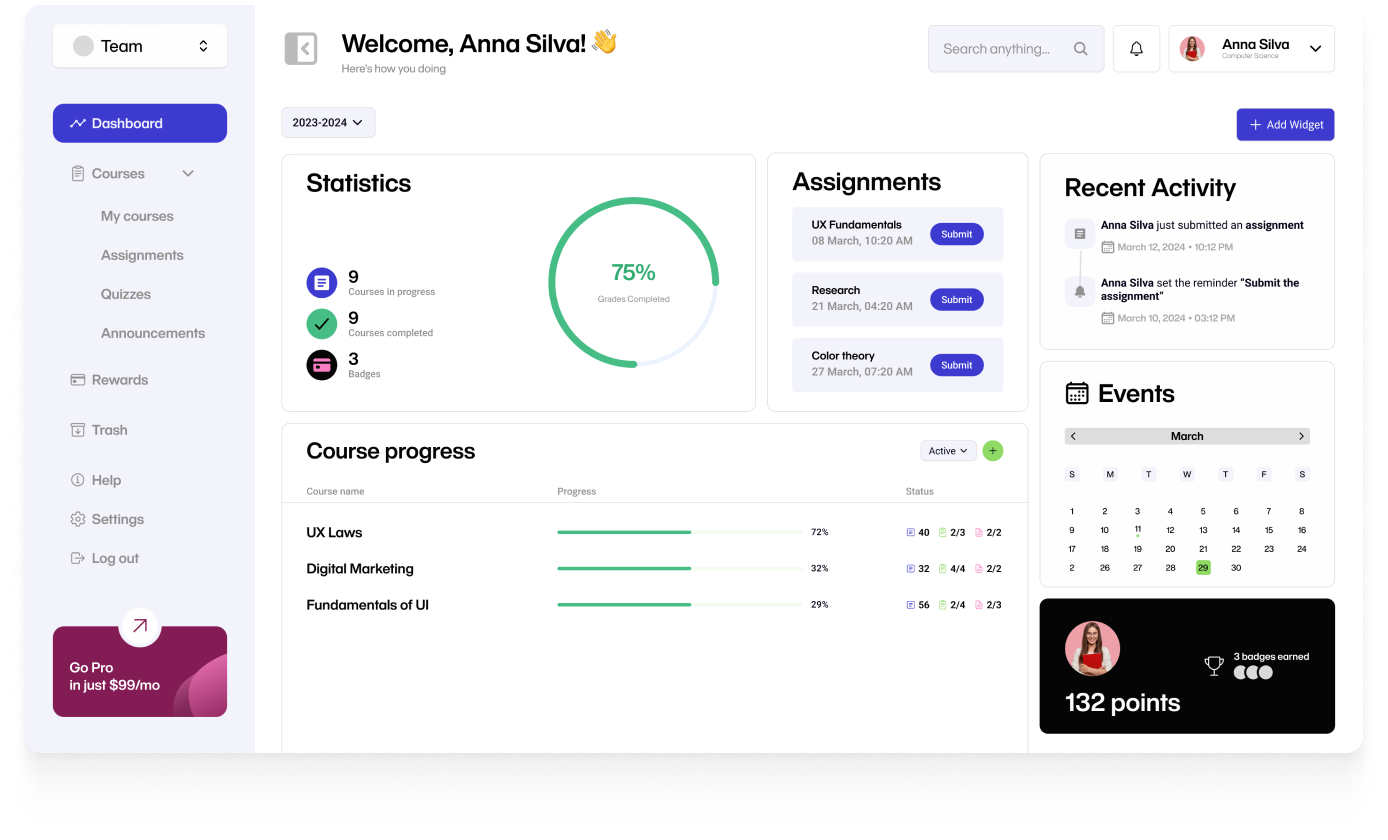 Team
Dashboard
Courses
My courses
Assignments
Quizzes
Announcements
Rewards
Trash
Help
Settings
Log out
Go Pro
in just $99/mo
Welcome, Anna Silva! 👋
Here's how you doing
Search anything...
Anna Silva
Computer Science
2023-2024
+ Add Widget
Statistics
9
Courses in progress
9
Courses completed
3
Badges
75%
Grades Completed
Assignments
UX Fundamentals
08 March, 10:20 AM
Submit
Research
21 March, 04:20 AM
Submit
Color theory
27 March, 07:20 AM
Submit
Recent Activity
Anna Silva just submitted an assignment
March 12, 2024 • 10:12 PM
Anna Silva set the reminder “Submit the
assignment“
March 10, 2024 • 03:12 PM
Course progress
Active
+
Course name Progress Status
UX Laws 72% 40 2/3 2/2
Digital Marketing 32% 32 4/4 2/2
Fundamentals of UI 29% 56 2/4 2/3
Events
< March >
S M T W T F S
1 2 3 4 5 6 7 8
9 10 11 12 13 14 15 16
17 18 19 20 21 22 23 24
2 26 27 28 29 30
3 badges earned
132 points